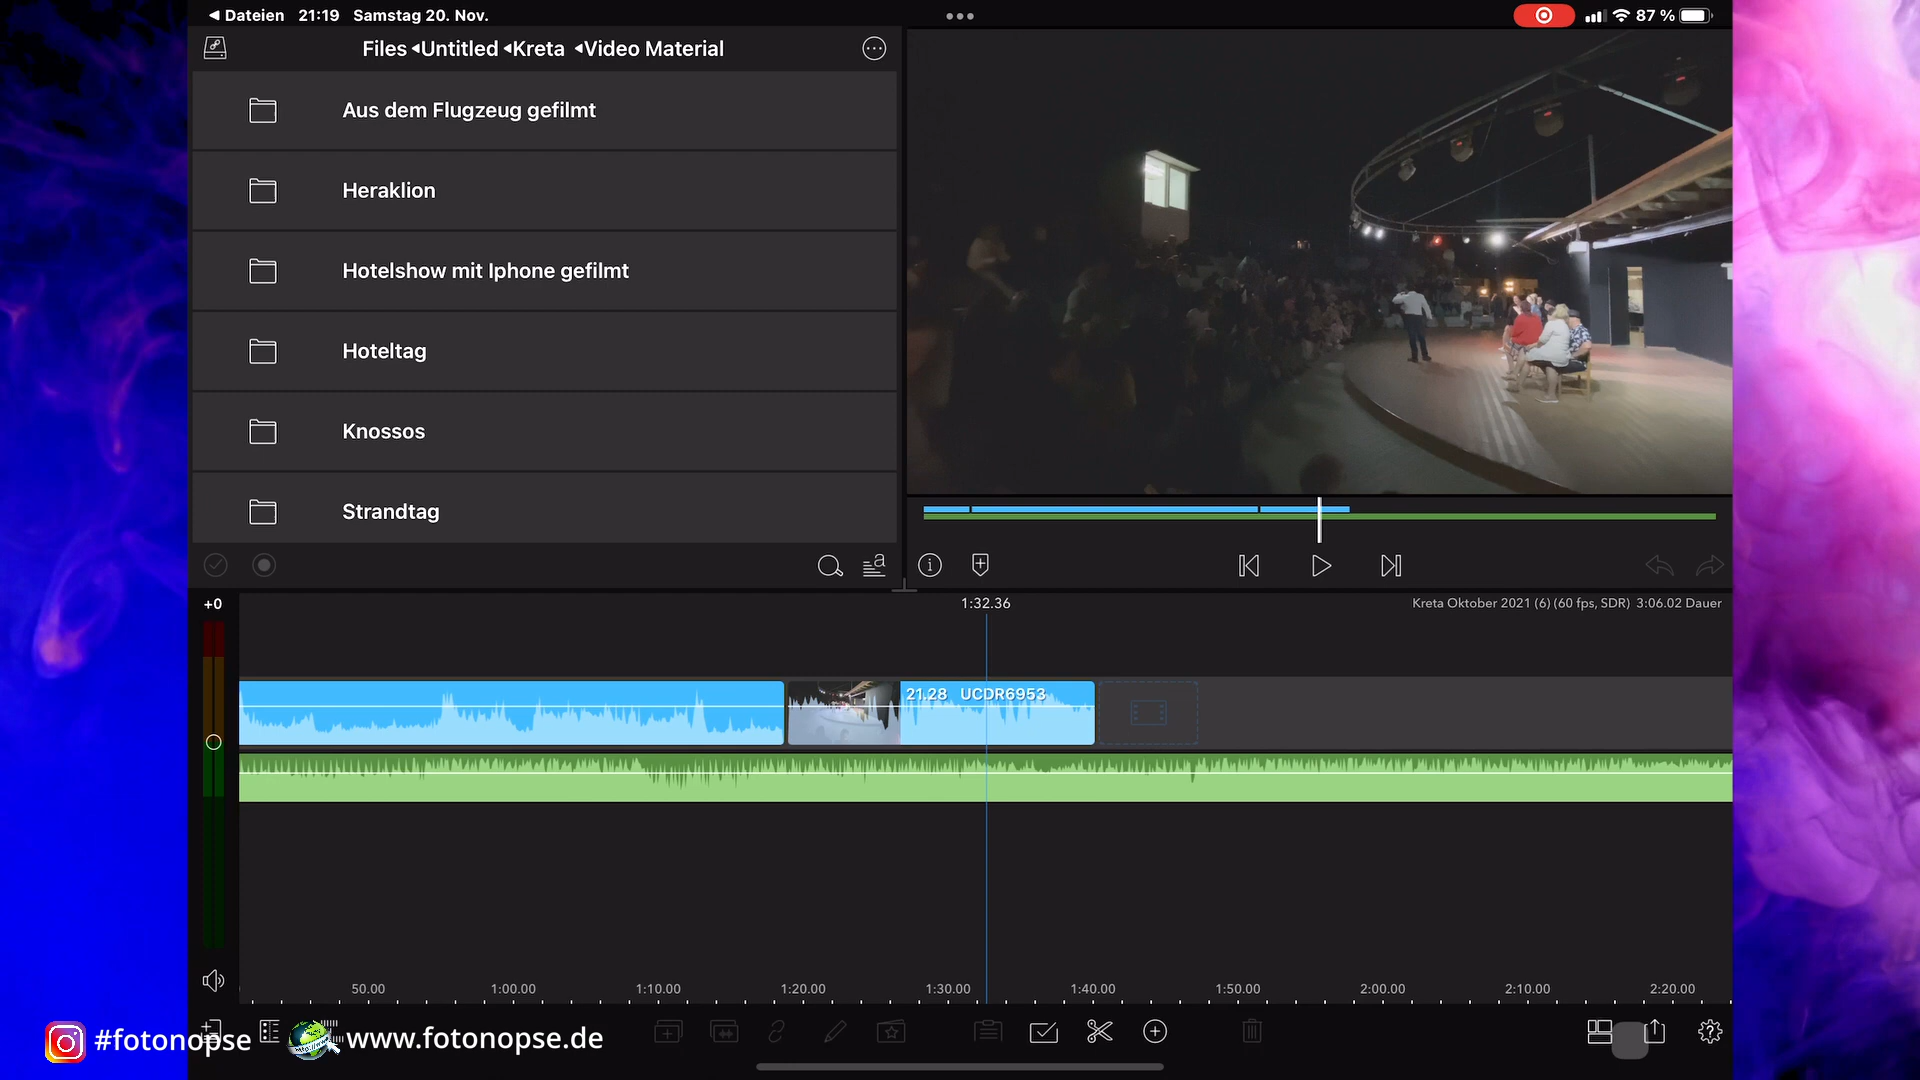 ◀ Dateien 21:19 Samstag 20. Nov.
87 %
Files ◂Untitled ◂Kreta ◂Video Material
Aus dem Flugzeug gefilmt
Heraklion
Hotelshow mit Iphone gefilmt
Hoteltag
Knossos
Strandtag
+0
1:32.36
Kreta Oktober 2021 (6) (60 fps, SDR) 3:06.02 Dauer
21.28 UCDR6953
50.00 1:00.00 1:10.00 1:20.00 1:30.00 1:40.00 1:50.00 2:00.00 2:10.00 2:20.00
#fotonopse www.fotonopse.de